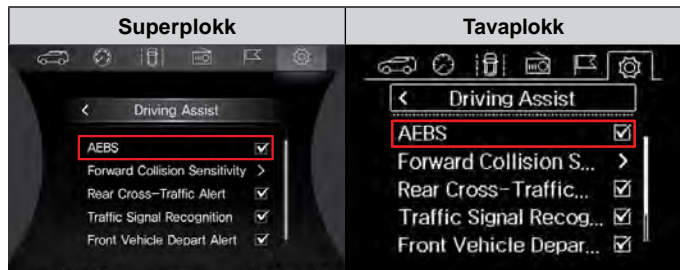 Superplokk
Tavaplokk
< Driving Assist
AEBS
Forward Collision Sensitivity >
Rear Cross-Traffic Alert
Traffic Signal Recognition
Front Vehicle Depart Alert
< Driving Assist
AEBS
Forward Collision S... >
Rear Cross-Traffic...
Traffic Signal Recog...
Front Vehicle Depar...